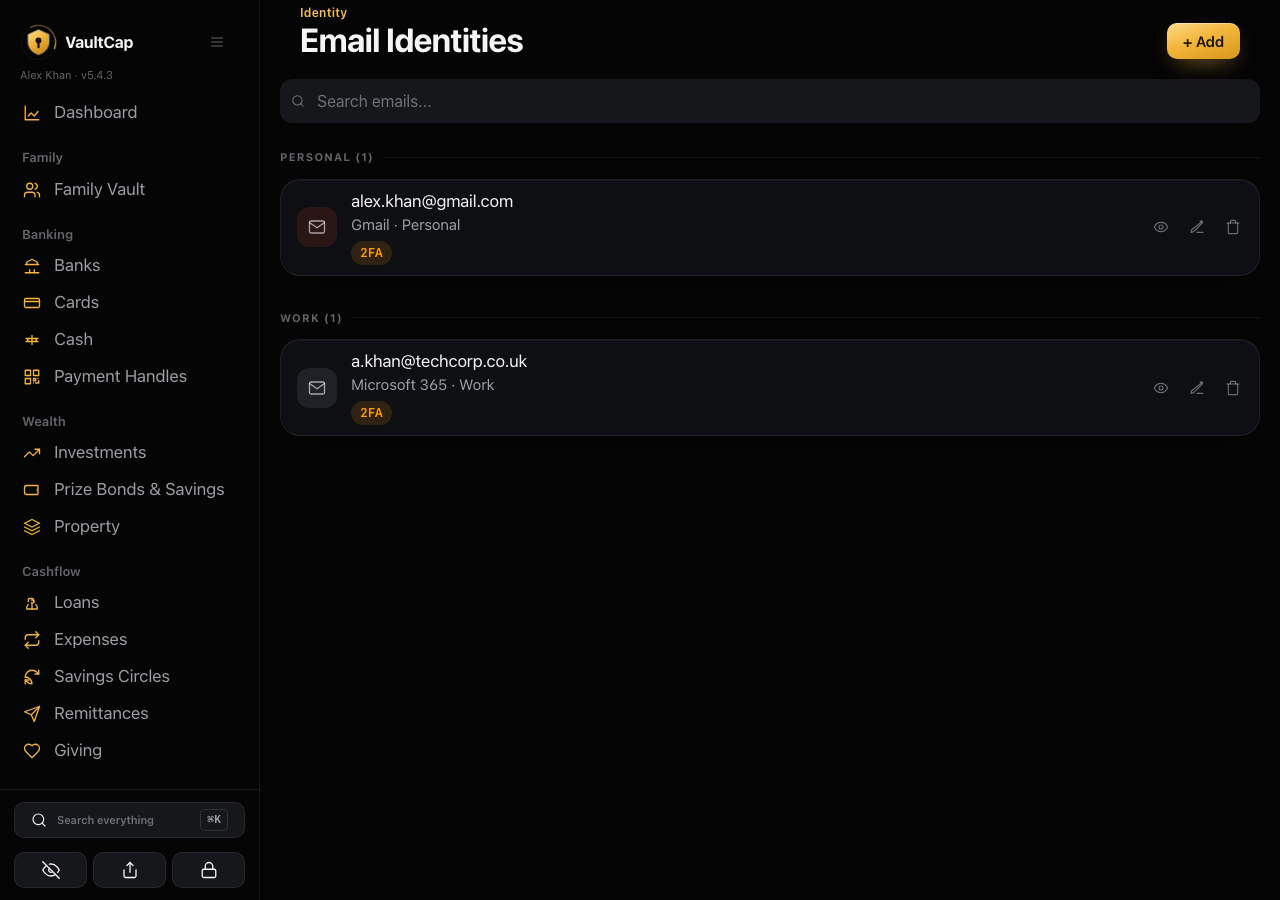 VaultCap
Alex Khan · v5.4.3
Dashboard
Family
Family Vault
Banking
Banks
Cards
Cash
Payment Handles
Wealth
Investments
Prize Bonds & Savings
Property
Cashflow
Loans
Expenses
Savings Circles
Remittances
Giving
Search everything ⌘K
Identity
Email Identities
+ Add
Search emails...
PERSONAL (1)
alex.khan@gmail.com
Gmail · Personal
2FA
WORK (1)
a.khan@techcorp.co.uk
Microsoft 365 · Work
2FA